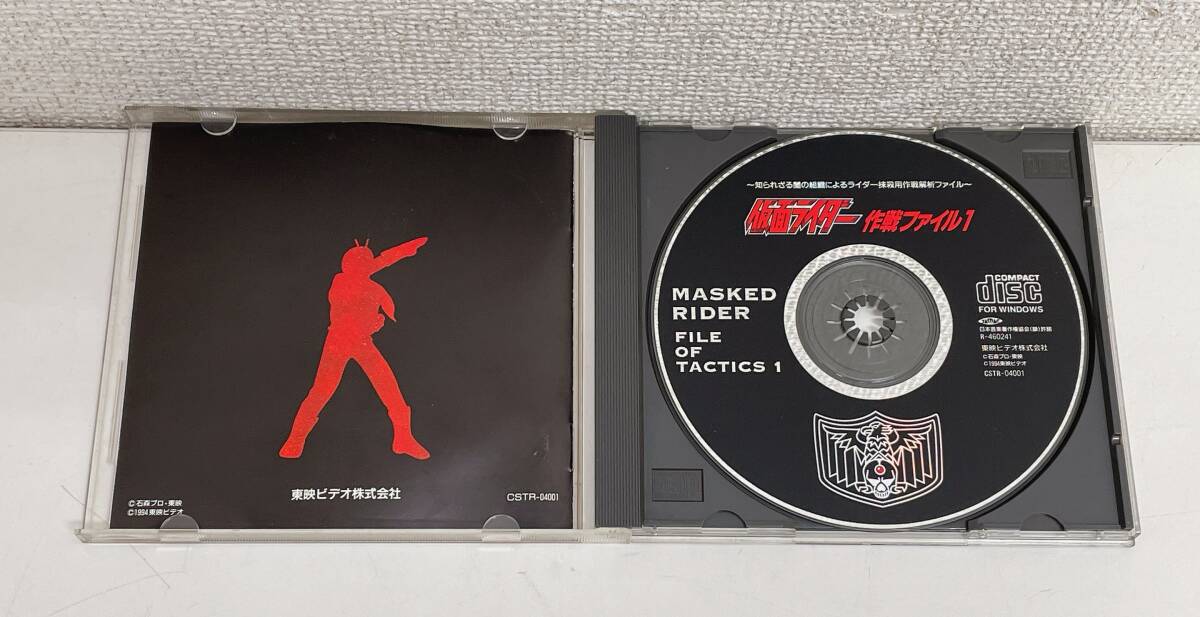 ©石森プロ・東映
©1994東映ビデオ
東映ビデオ株式会社
CSTR-04001
〜知られざる闇の組織によるライダー抹殺用作戦解析ファイル〜
仮面ライダー 作戦ファイル1
MASKED
RIDER
FILE
OF
TACTICS 1
COMPACT
disc
FOR WINDOWS
日本音楽著作権協会(録)許諾
R-460241
東映ビデオ株式会社
©石森プロ・東映
©1994東映ビデオ
CSTR-04001